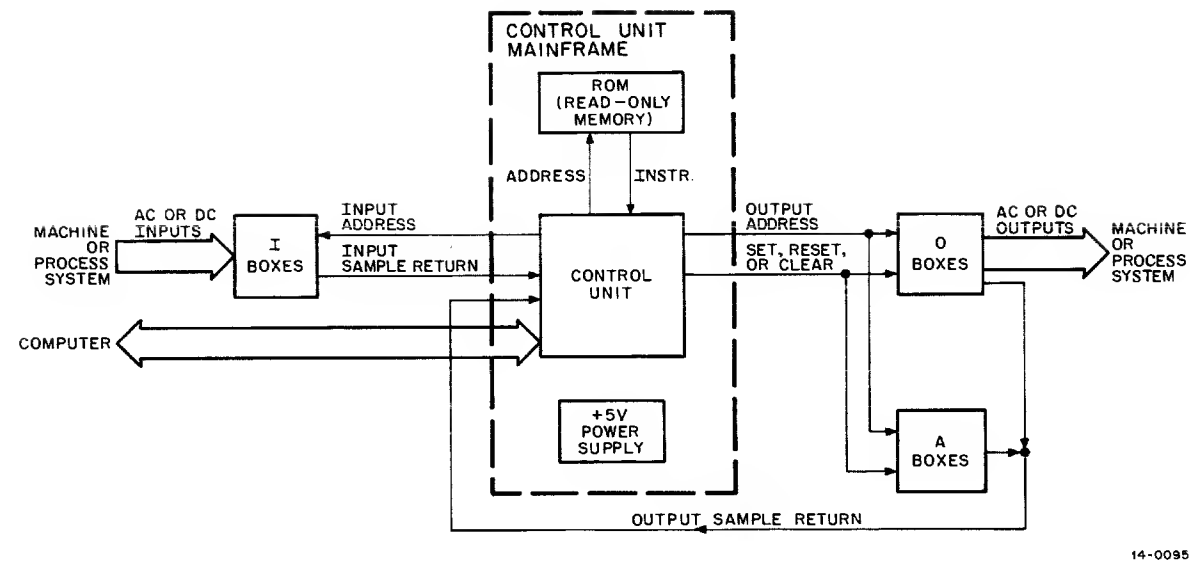 CONTROL UNIT
MAINFRAME
ROM
(READ-ONLY
MEMORY)
ADDRESS
INSTR.
MACHINE
OR
PROCESS
SYSTEM
AC OR DC
INPUTS
I
BOXES
INPUT
ADDRESS
INPUT
SAMPLE RETURN
CONTROL
UNIT
OUTPUT
ADDRESS
SET, RESET,
OR CLEAR
O
BOXES
AC OR DC
OUTPUTS
MACHINE
OR
PROCESS
SYSTEM
COMPUTER
+5V
POWER
SUPPLY
A
BOXES
OUTPUT SAMPLE RETURN
14-0095